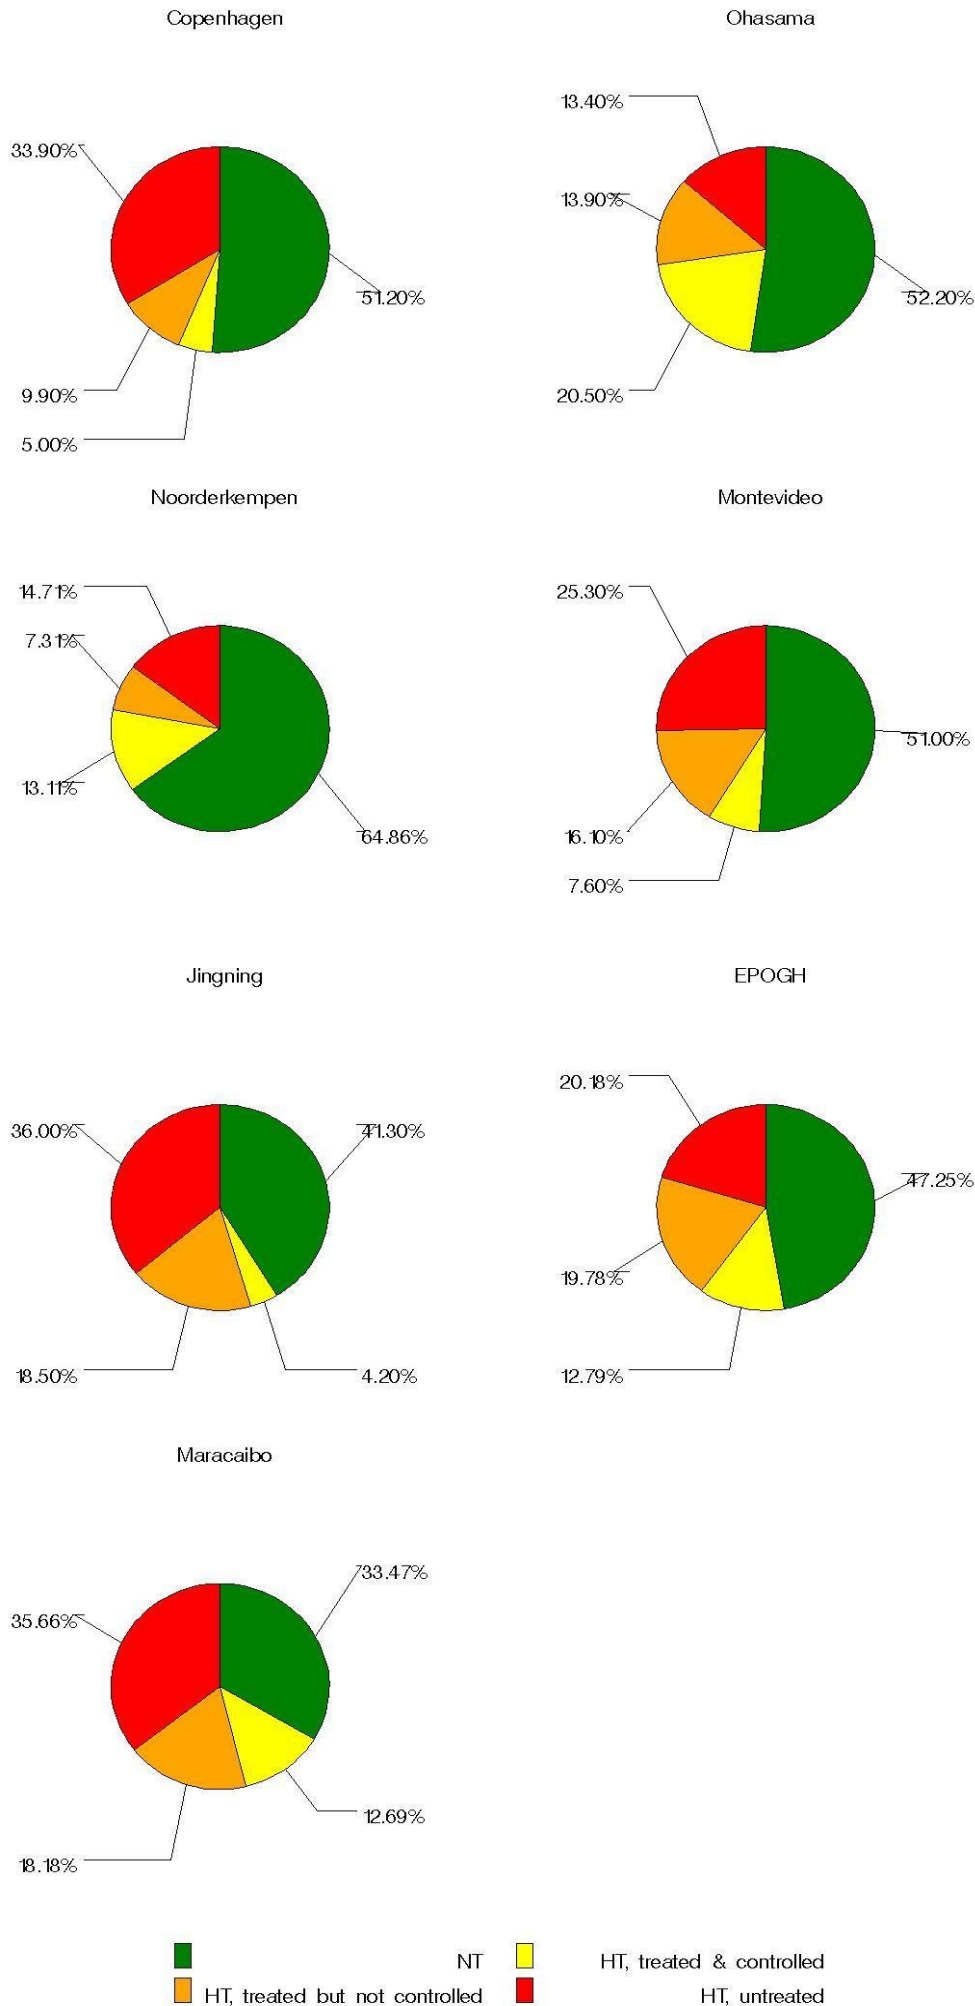 Copenhagen
33.90%
51.20%
9.90%
5.00%
Ohasama
13.40%
13.90%
52.20%
20.50%
Noorderkempen
14.71%
7.31%
13.11%
64.86%
Montevideo
25.30%
51.00%
16.10%
7.60%
Jingning
36.00%
41.30%
18.50%
4.20%
EPOGH
20.18%
47.25%
19.78%
12.79%
Maracaibo
33.47%
35.66%
12.69%
18.18%
NT
HT, treated & controlled
HT, treated but not controlled
HT, untreated